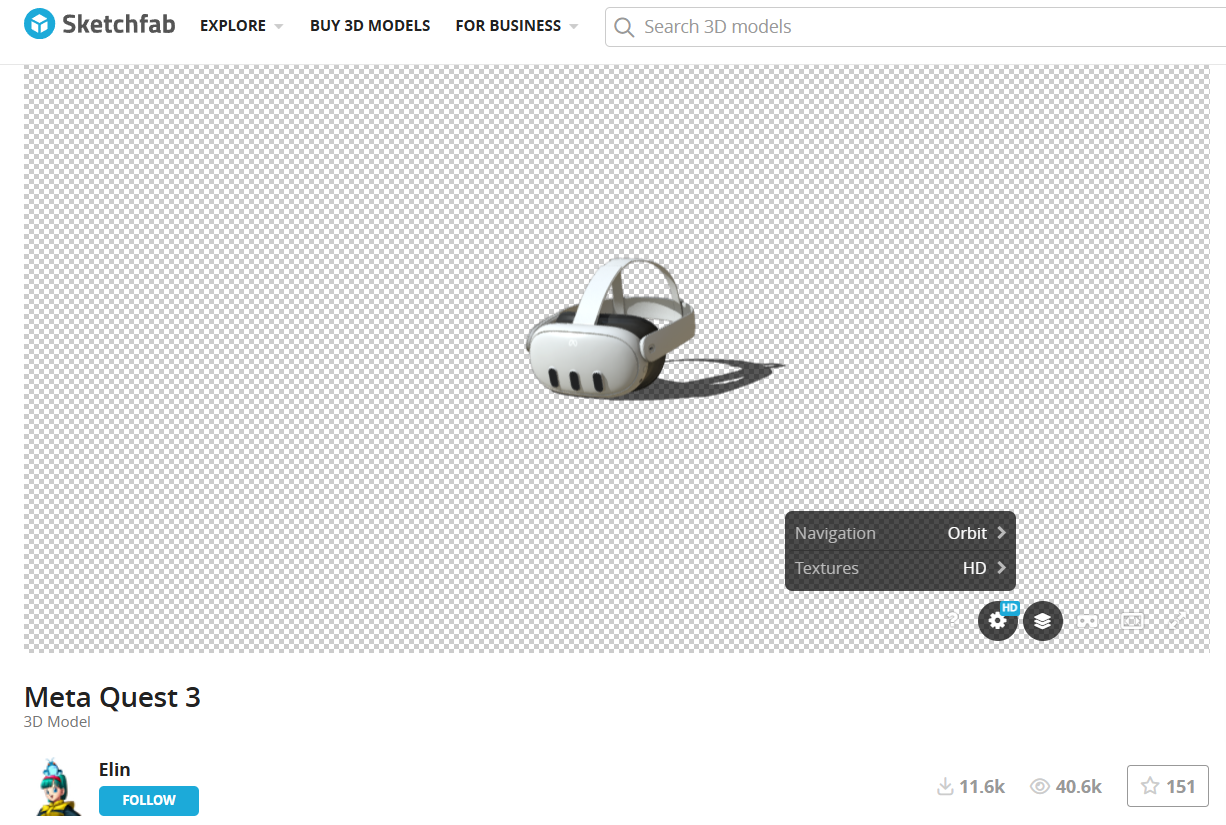 Sketchfab EXPLORE BUY 3D MODELS FOR BUSINESS Search 3D models
Navigation Orbit
Textures HD
HD
Meta Quest 3
3D Model
Elin
FOLLOW
11.6k 40.6k 151